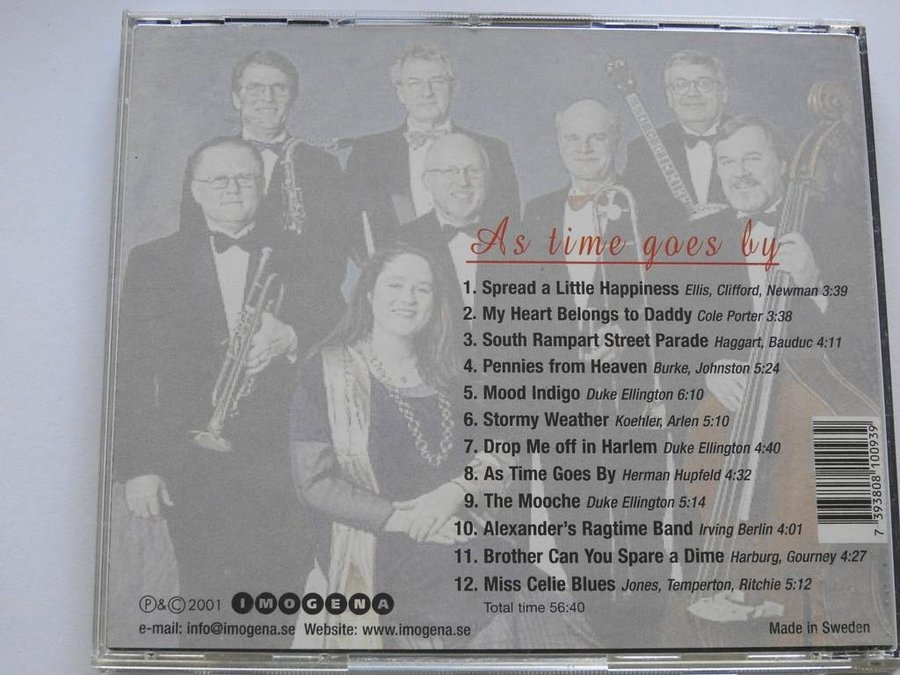 As time goes by
1. Spread a Little Happiness Ellis, Clifford, Newman 3:39
2. My Heart Belongs to Daddy Cole Porter 3:38
3. South Rampart Street Parade Haggart, Bauduc 4:11
4. Pennies from Heaven Burke, Johnston 5:24
5. Mood Indigo Duke Ellington 6:10
6. Stormy Weather Koehler, Arlen 5:10
7. Drop Me off in Harlem Duke Ellington 4:40
8. As Time Goes By Herman Hupfeld 4:32
9. The Mooche Duke Ellington 5:14
10. Alexander's Ragtime Band Irving Berlin 4:01
11. Brother Can You Spare a Dime Harburg, Gourney 4:27
12. Miss Celie Blues Jones, Temperton, Ritchie 5:12
Total time 56:40
7 393808 100939
℗&©2001 IMOGENA
e-mail: info@imogena.se Website: www.imogena.se
Made in Sweden